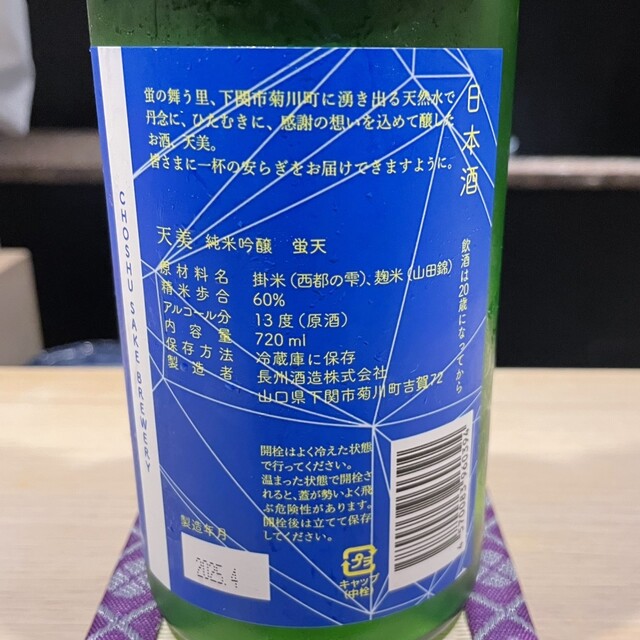 蛍の舞う里、下関市菊川町に湧き出る天然水で
丹念に、ひたむきに、感謝の想いを込めて醸した
お酒、天美。
皆さまに一杯の安らぎをお届けできますように。
日本酒
飲酒は20歳になってから
CHOSHU SAKE BREWERY
天美 純米吟醸 蛍天
原材料名 掛米(西都の雫)、麹米(山田錦)
精米歩合 60%
アルコール分 13度(原酒)
内容量 720ml
保存方法 冷蔵庫に保存
製造者 長州酒造株式会社
山口県下関市菊川町吉賀72
開栓はよく冷えた状態
で行ってください。
温まった状態で開栓さ
れると、蓋が勢いよく飛
ぶ危険性があります。
開栓後は立てて保存
してください。
製造年月
2025.4
プラ
キャップ
中栓